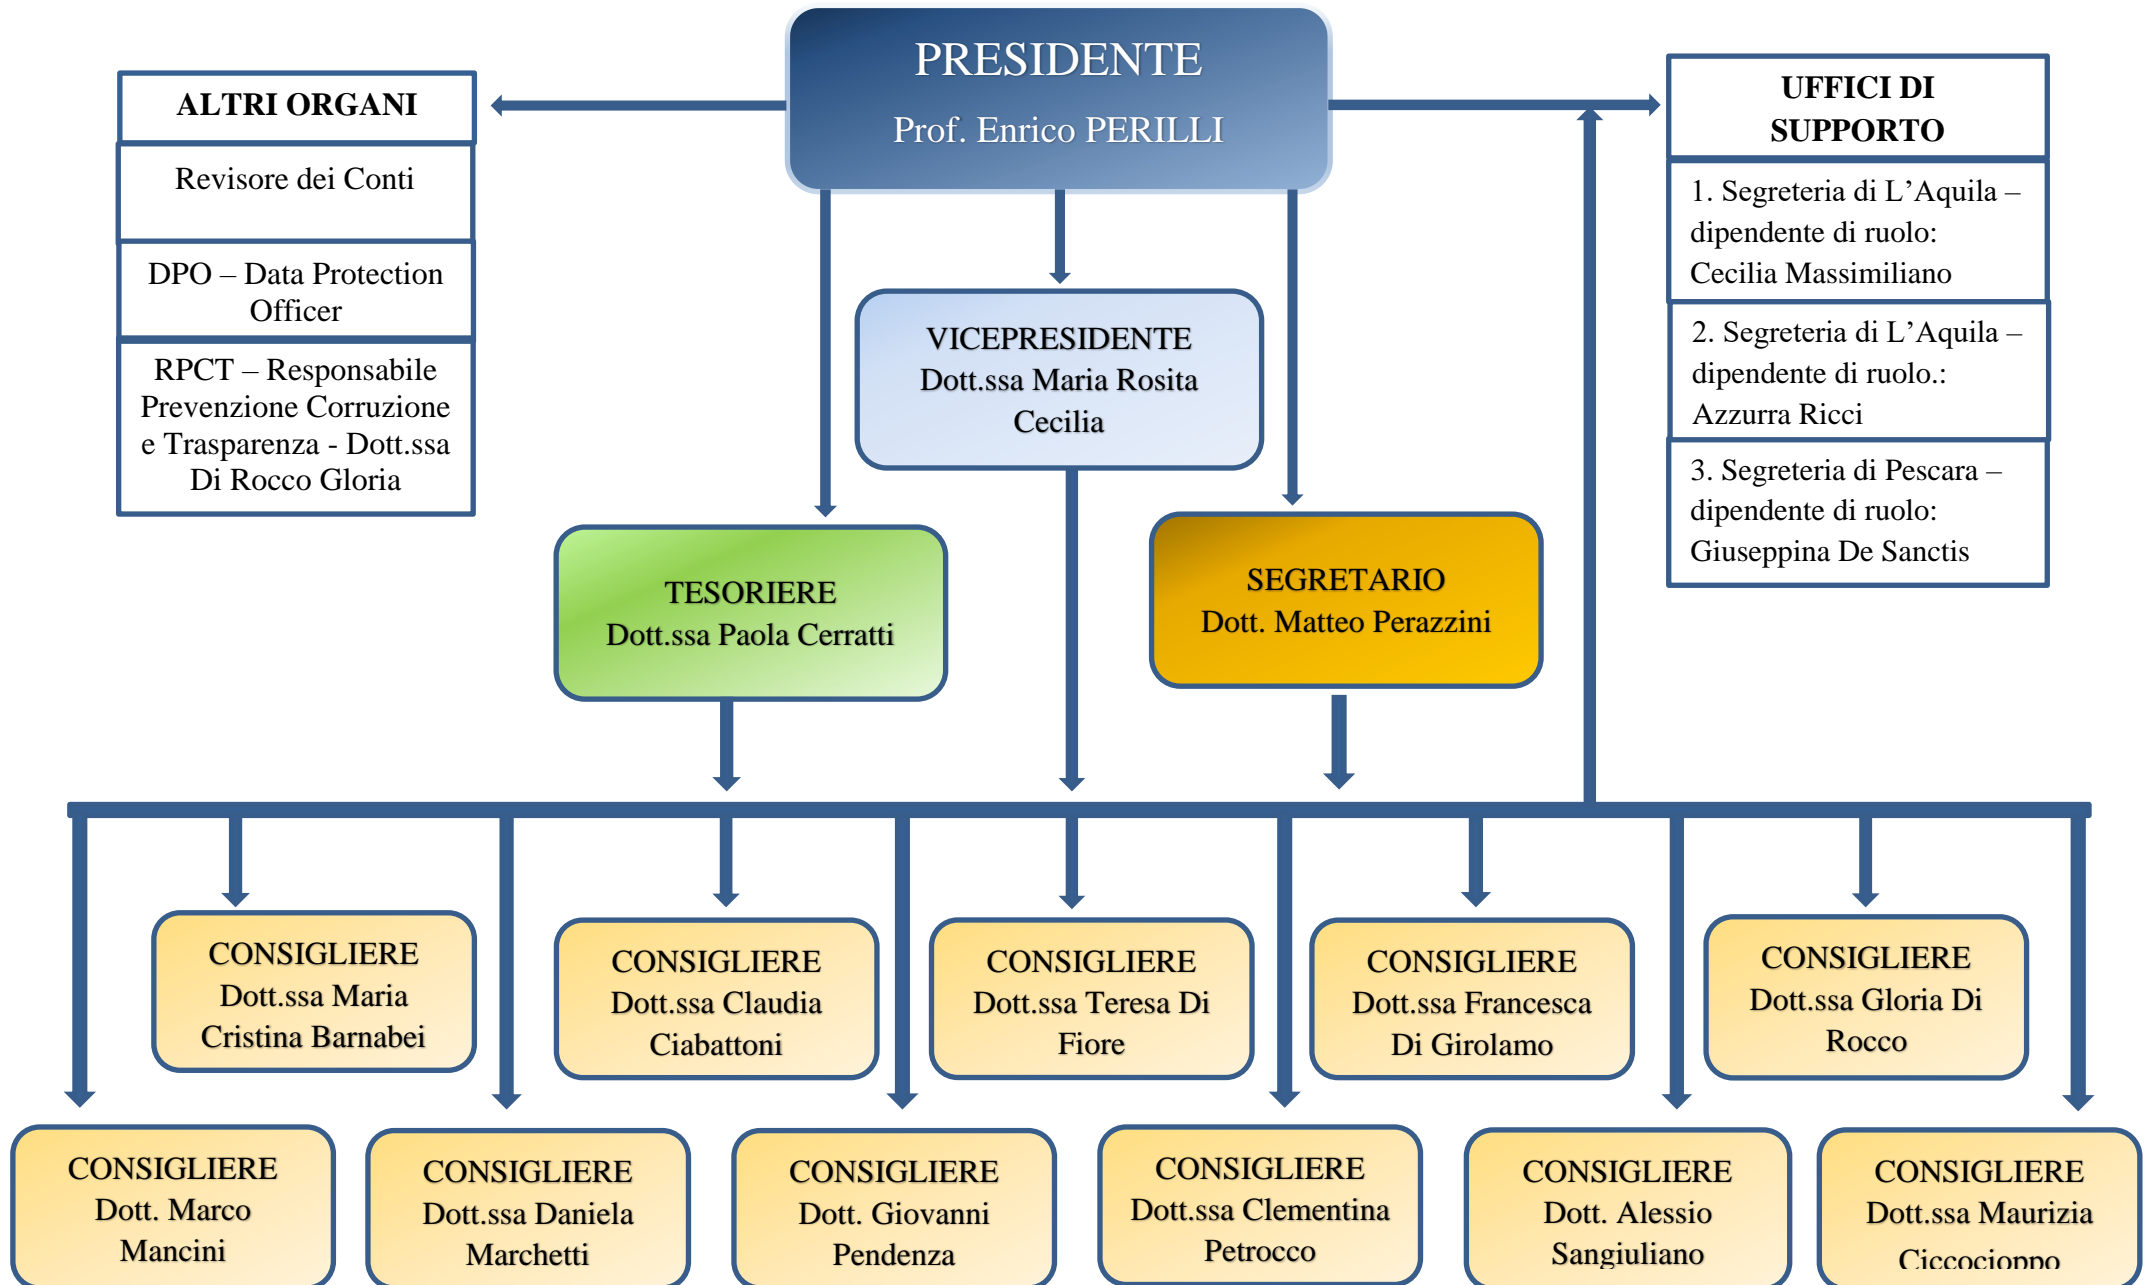 PRESIDENTE
Prof. Enrico PERILLI
ALTRI ORGANI
Revisore dei Conti
DPO – Data Protection
Officer
RPCT – Responsabile
Prevenzione Corruzione
e Trasparenza - Dott.ssa
Di Rocco Gloria
UFFICI DI
SUPPORTO
1. Segreteria di L’Aquila –
dipendente di ruolo:
Cecilia Massimiliano
2. Segreteria di L’Aquila –
dipendente di ruolo.:
Azzurra Ricci
3. Segreteria di Pescara –
dipendente di ruolo:
Giuseppina De Sanctis
VICEPRESIDENTE
Dott.ssa Maria Rosita
Cecilia
TESORIERE
Dott.ssa Paola Cerratti
SEGRETARIO
Dott. Matteo Perazzini
CONSIGLIERE
Dott.ssa Maria
Cristina Barnabei
CONSIGLIERE
Dott.ssa Claudia
Ciabattoni
CONSIGLIERE
Dott.ssa Teresa Di
Fiore
CONSIGLIERE
Dott.ssa Francesca
Di Girolamo
CONSIGLIERE
Dott.ssa Gloria Di
Rocco
CONSIGLIERE
Dott. Marco
Mancini
CONSIGLIERE
Dott.ssa Daniela
Marchetti
CONSIGLIERE
Dott. Giovanni
Pendenza
CONSIGLIERE
Dott.ssa Clementina
Petrocco
CONSIGLIERE
Dott. Alessio
Sangiuliano
CONSIGLIERE
Dott.ssa Maurizia
Ciccocioppo